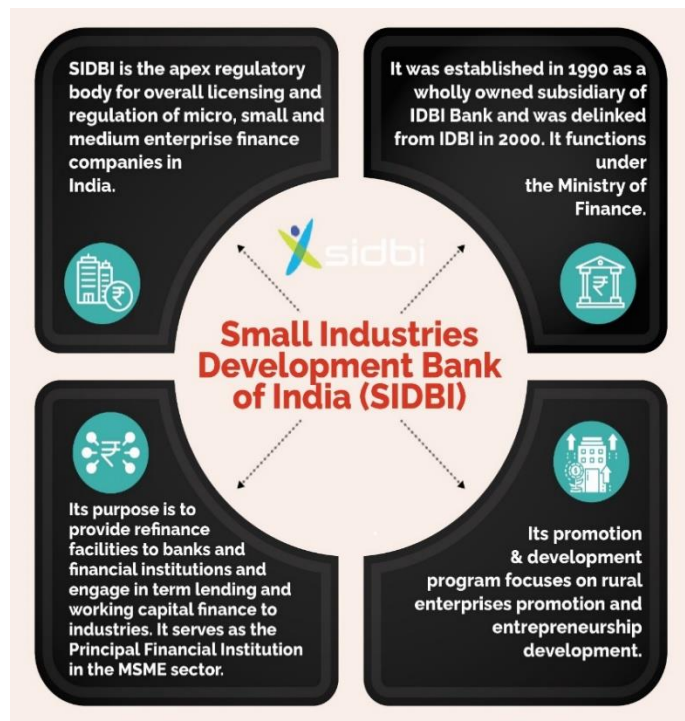 SIDBI is the apex regulatory
body for overall licensing and
regulation of micro, small and
medium enterprise finance
companies in
India.
It was established in 1990 as a
wholly owned subsidiary of
IDBI Bank and was delinked
from IDBI in 2000. It functions
under
the Ministry of
Finance.
sidbi
Small Industries
Development Bank
of India (SIDBI)
Its purpose is to
provide refinance
facilities to banks and
financial institutions and
engage in term lending and
working capital finance to
industries. It serves as the
Principal Financial Institution
in the MSME sector.
Its promotion
& development
program focuses on rural
enterprises promotion and
entrepreneurship
development.